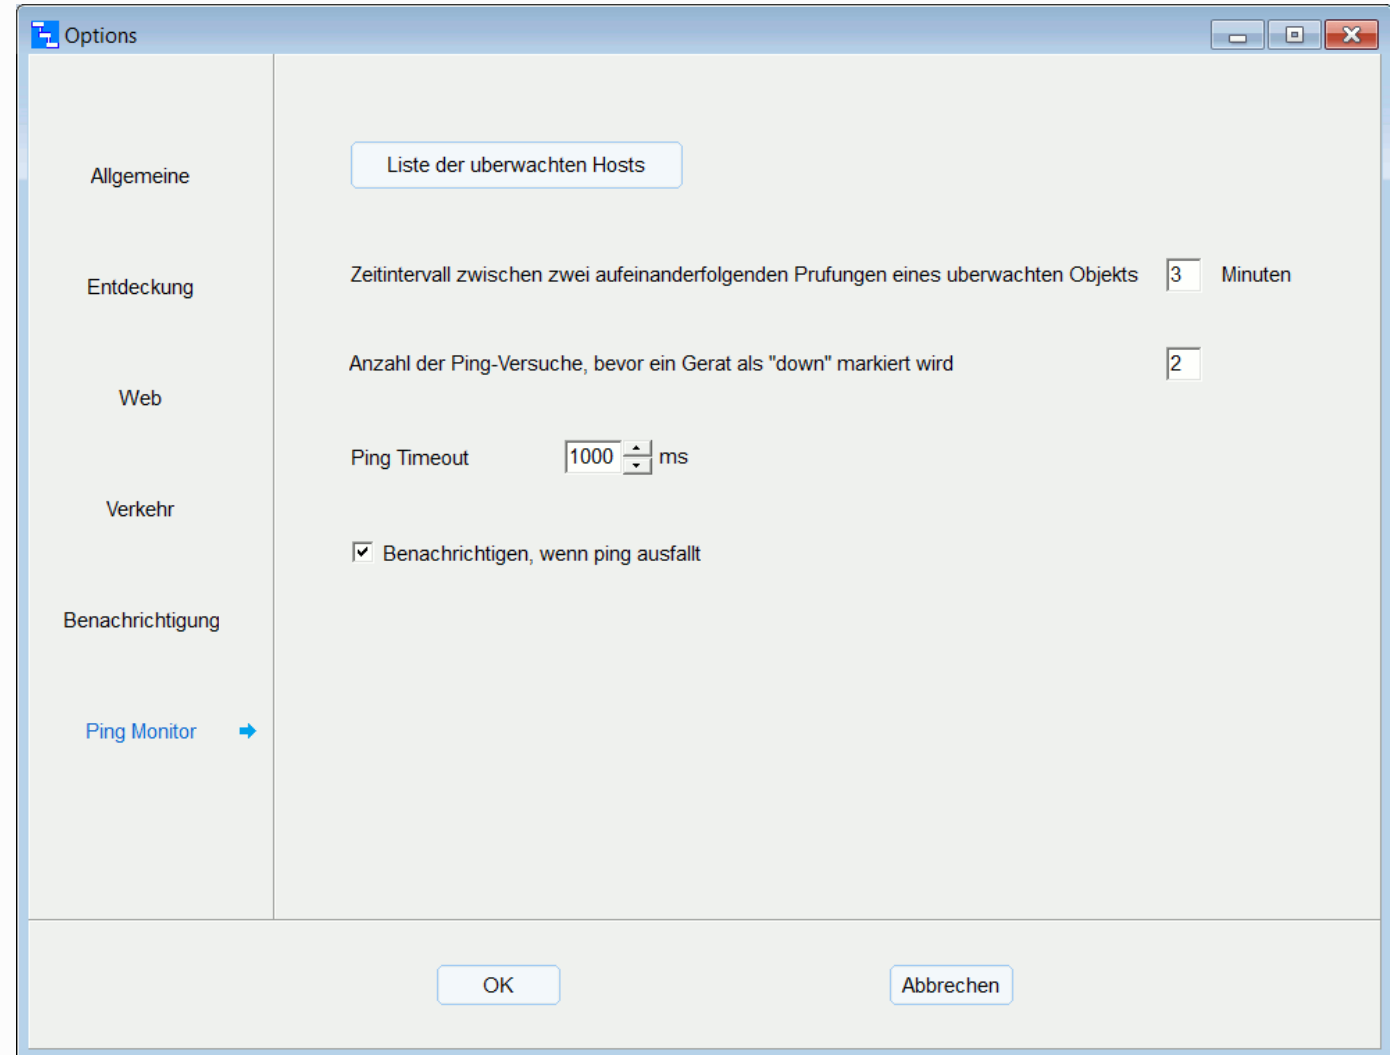 Options
Allgemeine
Entdeckung
Web
Verkehr
Benachrichtigung
Ping Monitor
Liste der uberwachten Hosts
Zeitintervall zwischen zwei aufeinanderfolgenden Prufungen eines uberwachten Objekts 3 Minuten
Anzahl der Ping-Versuche, bevor ein Gerat als "down" markiert wird 2
Ping Timeout 1000 ms
Benachrichtigen, wenn ping ausfallt
OK Abbrechen